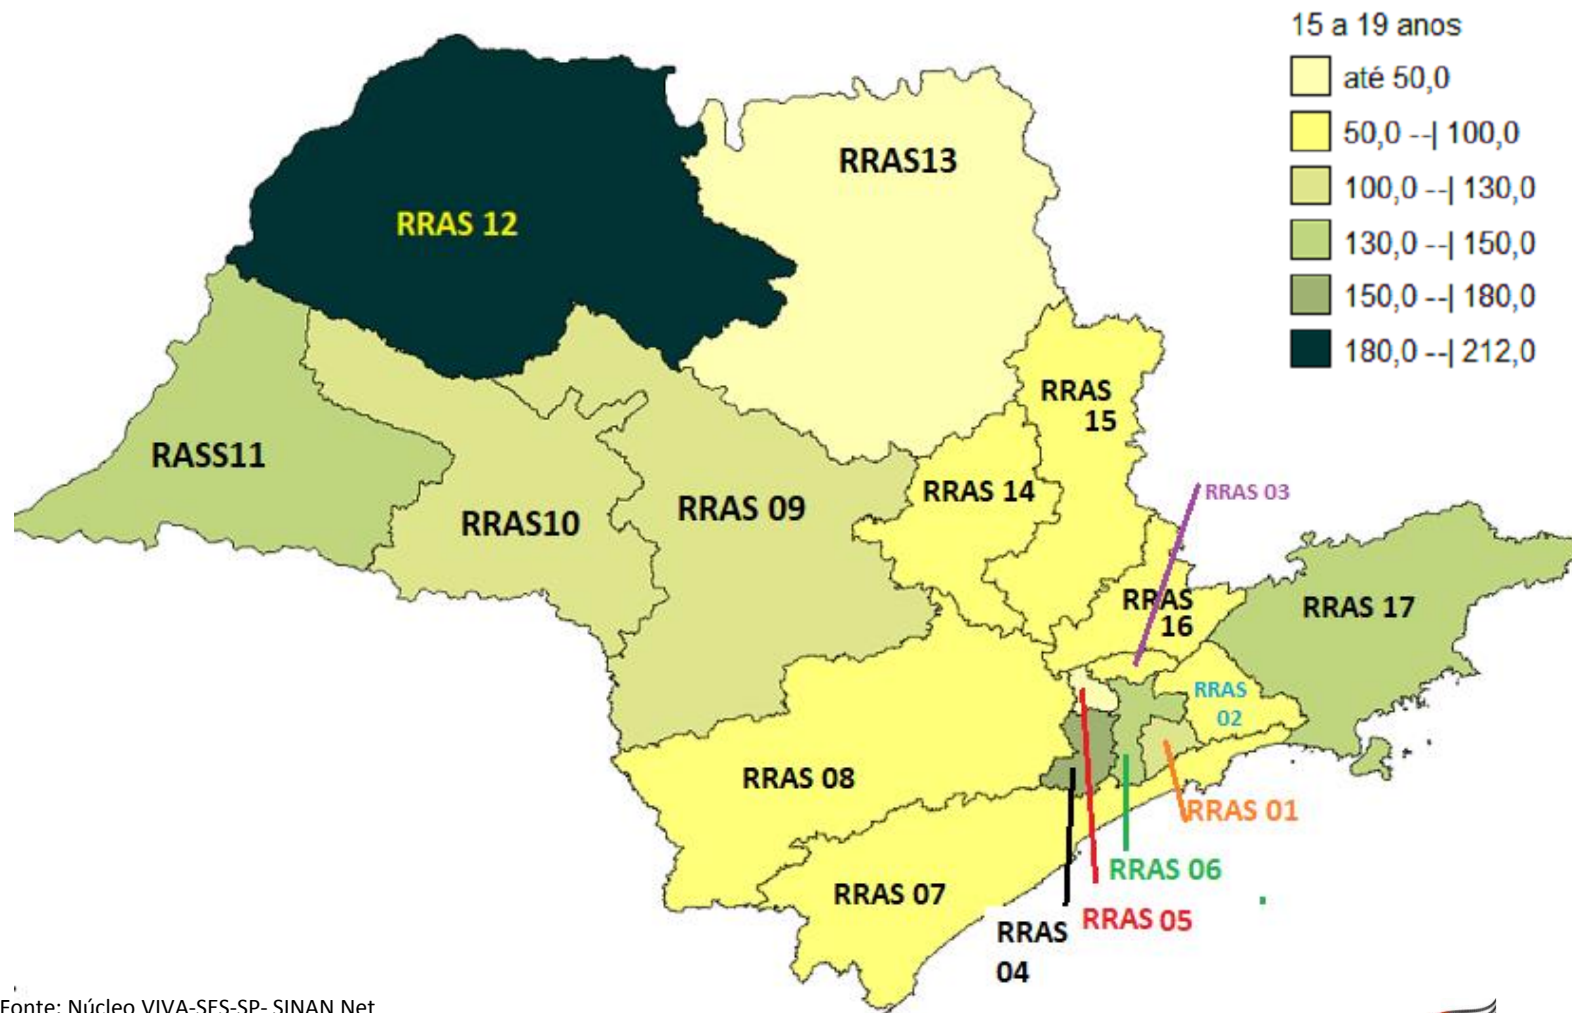 15 a 19 anos
até 50,0
50,0 --| 100,0
100,0 --| 130,0
130,0 --| 150,0
150,0 --| 180,0
180,0 --| 212,0
RRAS13
RRAS 12
RRAS
15
RASS11
RRAS 14
RRAS 03
RRAS 09
RRAS10
RRAS
16
RRAS 17
RRAS
02
RRAS 08
RRAS 01
RRAS 06
RRAS 07
RRAS 05
RRAS
04
Fonte: Núcleo VIVA-SES-SP- SINAN Net